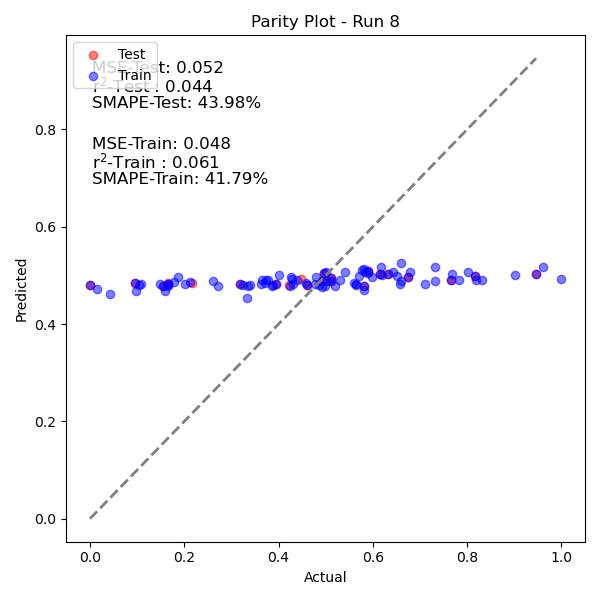 Parity Plot - Run 8
Test
Train
MSE-Test: 0.052
r²-Test : 0.044
SMAPE-Test: 43.98%
MSE-Train: 0.048
r²-Train : 0.061
SMAPE-Train: 41.79%
Predicted
0.8
0.6
0.4
0.2
0.0
0.0 0.2 0.4 0.6 0.8 1.0
Actual